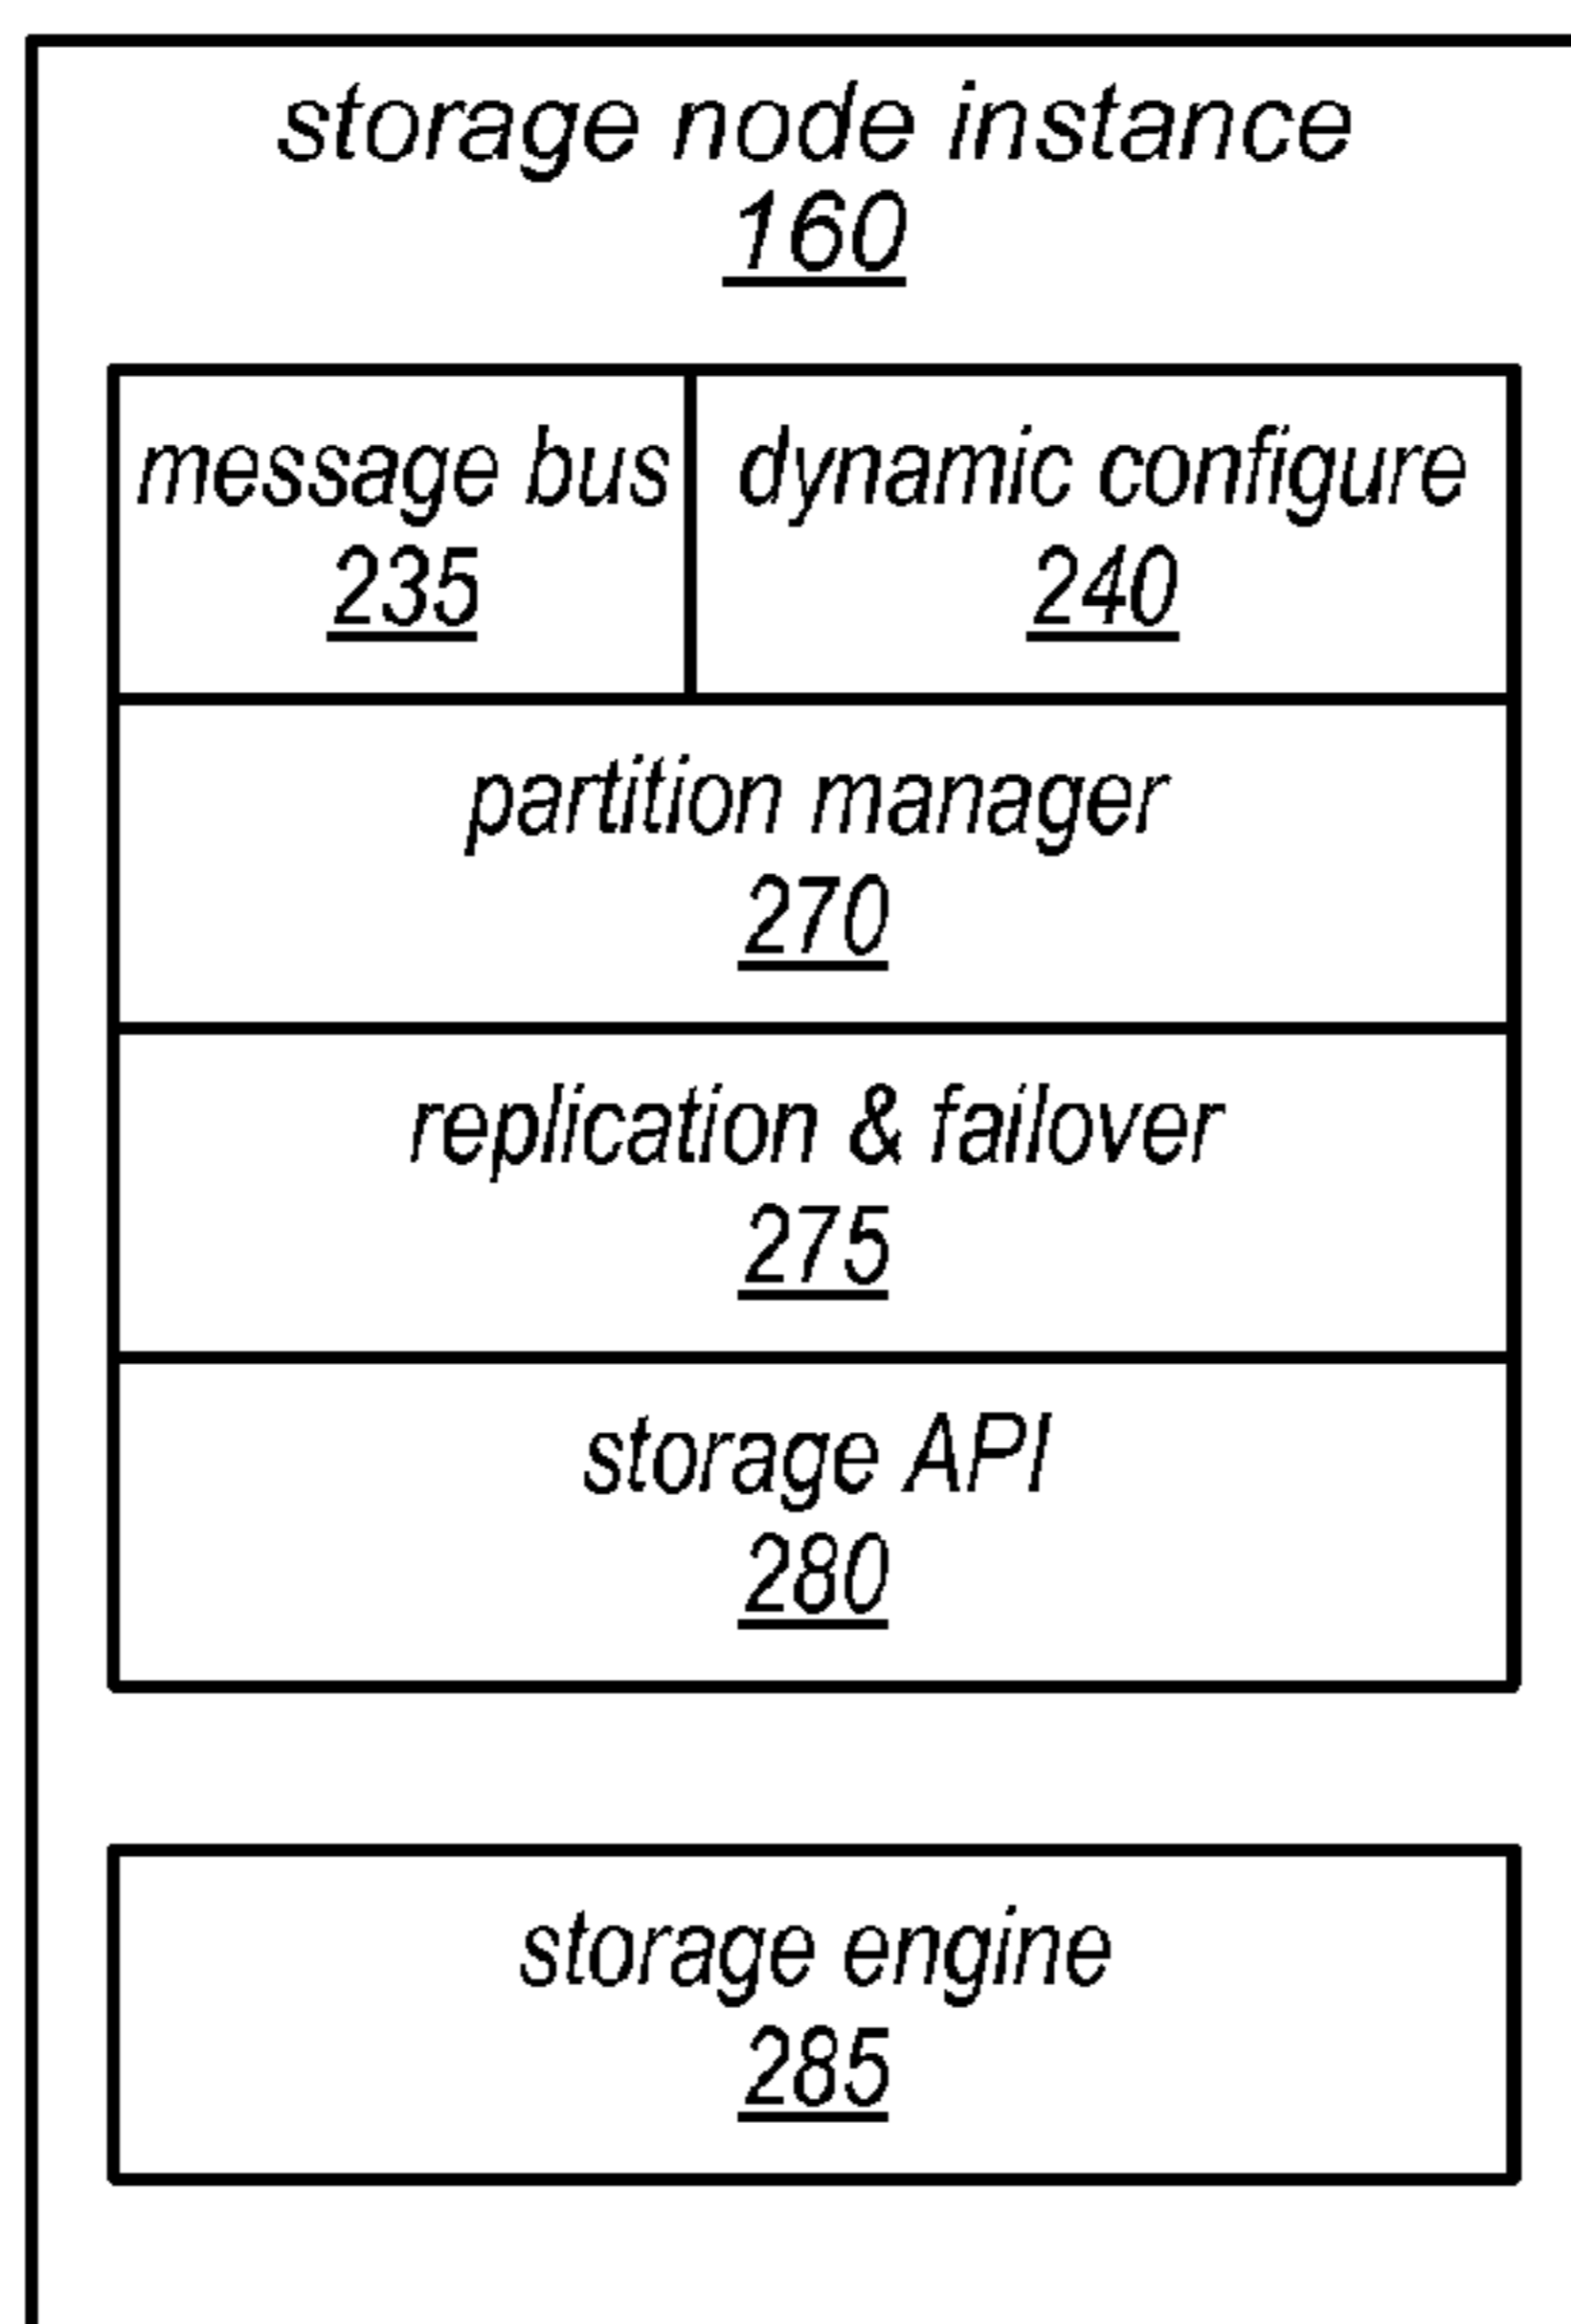 storage node instance
160
message bus
235
dynamic configure
240
partition manager
270
replication & failover
275
storage API
280
storage engine
285